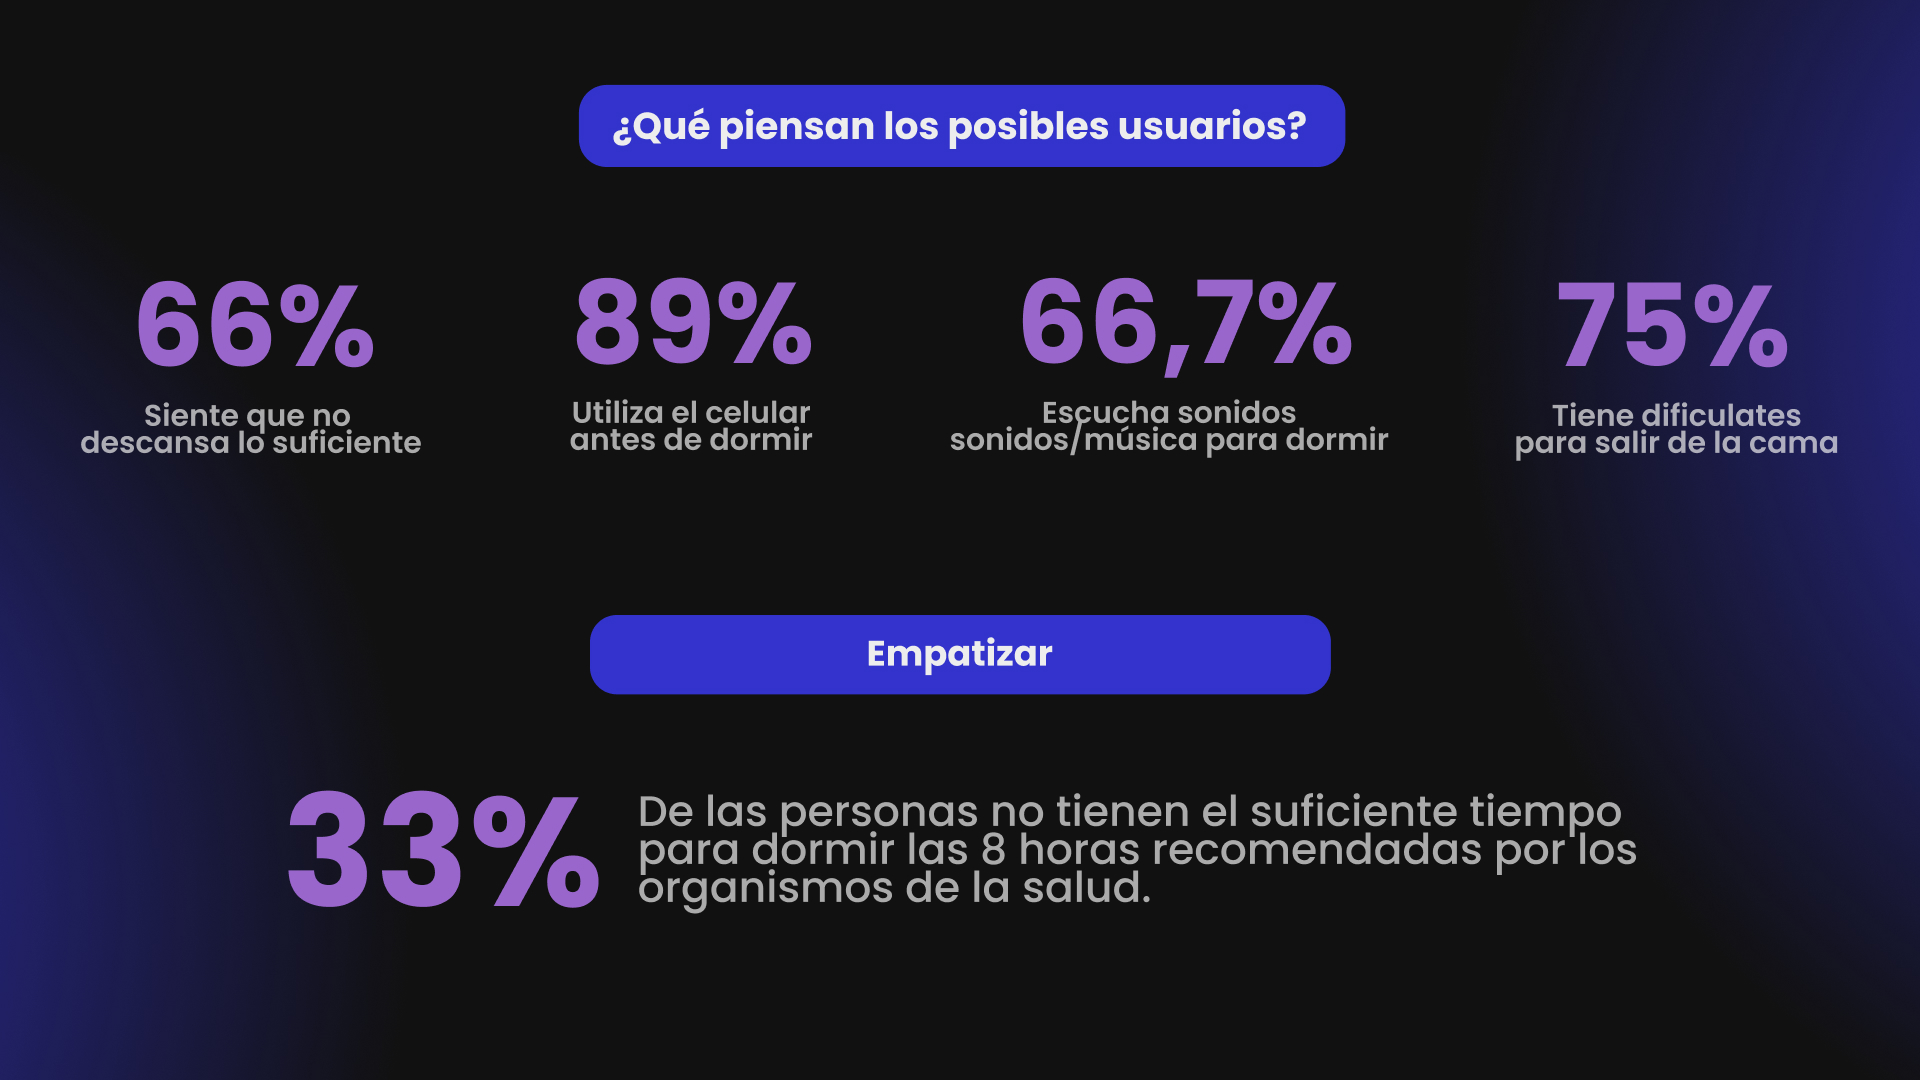 ¿Qué piensan los posibles usuarios?
66%
Siente que no
descansa lo suficiente
89%
Utiliza el celular
antes de dormir
66,7%
Escucha sonidos
sonidos/música para dormir
75%
Tiene dificulates
para salir de la cama
Empatizar
33%
De las personas no tienen el suficiente tiempo
para dormir las 8 horas recomendadas por los
organismos de la salud.